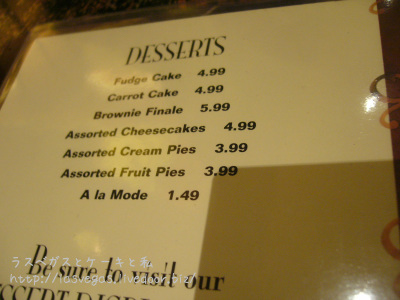 DESSERTS
Fudge Cake 4.99
Carrot Cake 4.99
Brownie Finale 5.99
Assorted Cheesecakes 4.99
Assorted Cream Pies 3.99
Assorted Fruit Pies 3.99
A la Mode 1.49
ラスベガスとケーキと私
Be sure to visit our